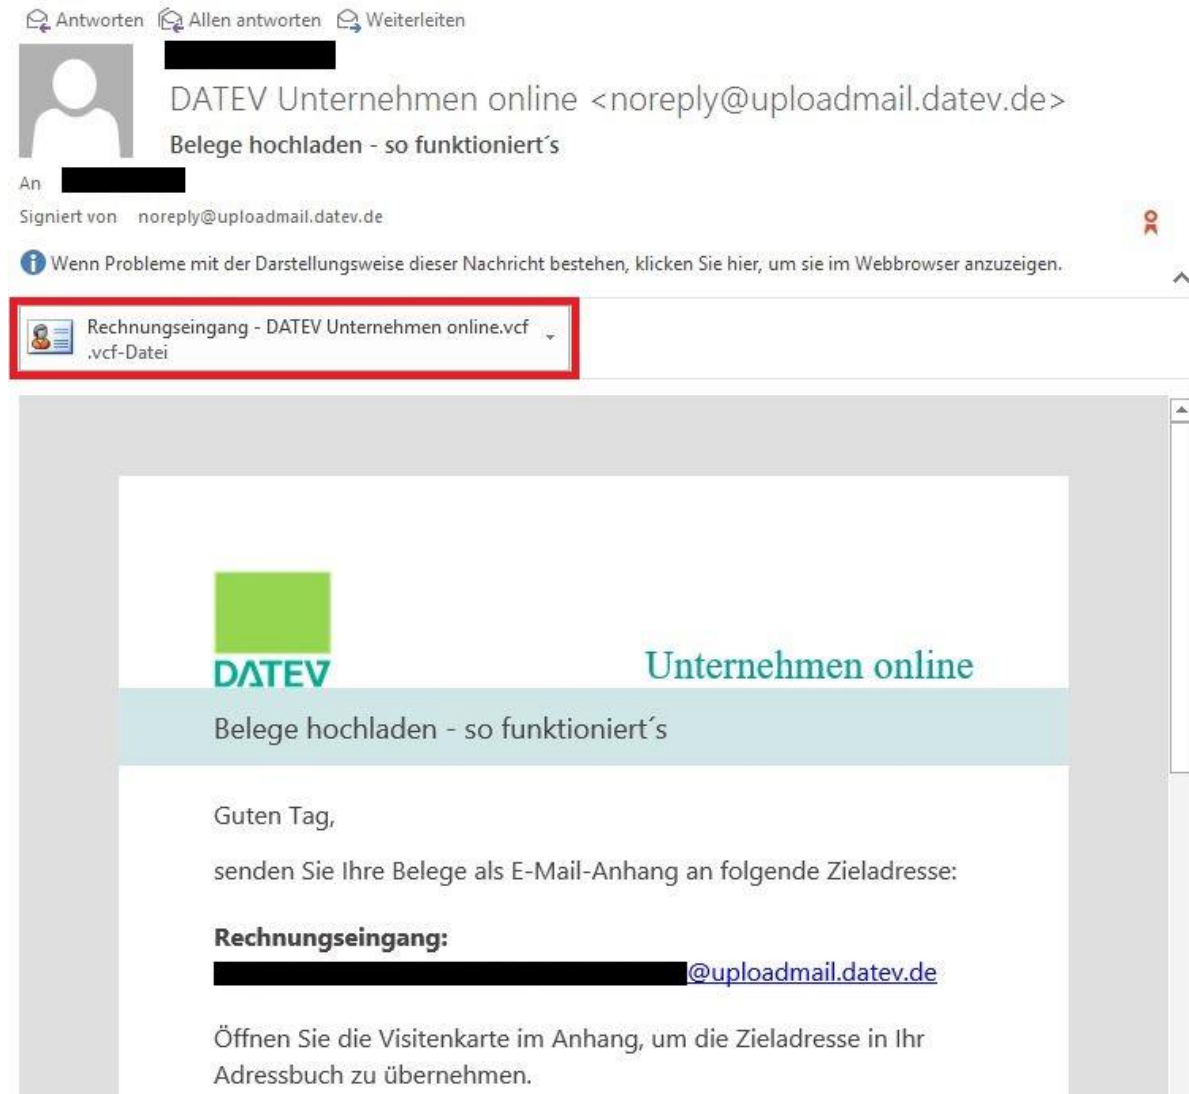 Antworten Allen antworten Weiterleiten
DATEV Unternehmen online <noreply@uploadmail.datev.de>
Belege hochladen - so funktioniert´s
An
Signiert von noreply@uploadmail.datev.de
Wenn Probleme mit der Darstellungsweise dieser Nachricht bestehen, klicken Sie hier, um sie im Webbrowser anzuzeigen.
Rechnungseingang - DATEV Unternehmen online.vcf
.vcf-Datei
DATEV
Unternehmen online
Belege hochladen - so funktioniert´s
Guten Tag,
senden Sie Ihre Belege als E-Mail-Anhang an folgende Zieladresse:
Rechnungseingang:
@uploadmail.datev.de
Öffnen Sie die Visitenkarte im Anhang, um die Zieladresse in Ihr
Adressbuch zu übernehmen.